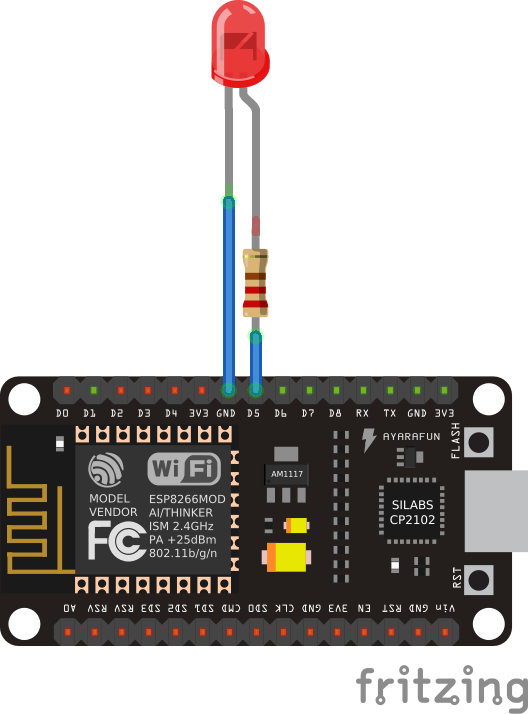 D0 D1 D2 D3 D4 3V3 GND D5 D6 D7 D8 RX TX GND 3V3
AYARAFUN
FLASH
WiFi
AM1117
MODEL
VENDOR
ESP8266MOD
AI/THINKER
ISM 2.4GHz
PA +25dBm
802.11b/g/n
FC
SILABS
CP2102
RST
A0 RSV RSV SD3 SD2 SD1 CMD SD0 CLK GND 3V3 EN RST GND Vin
fritzing